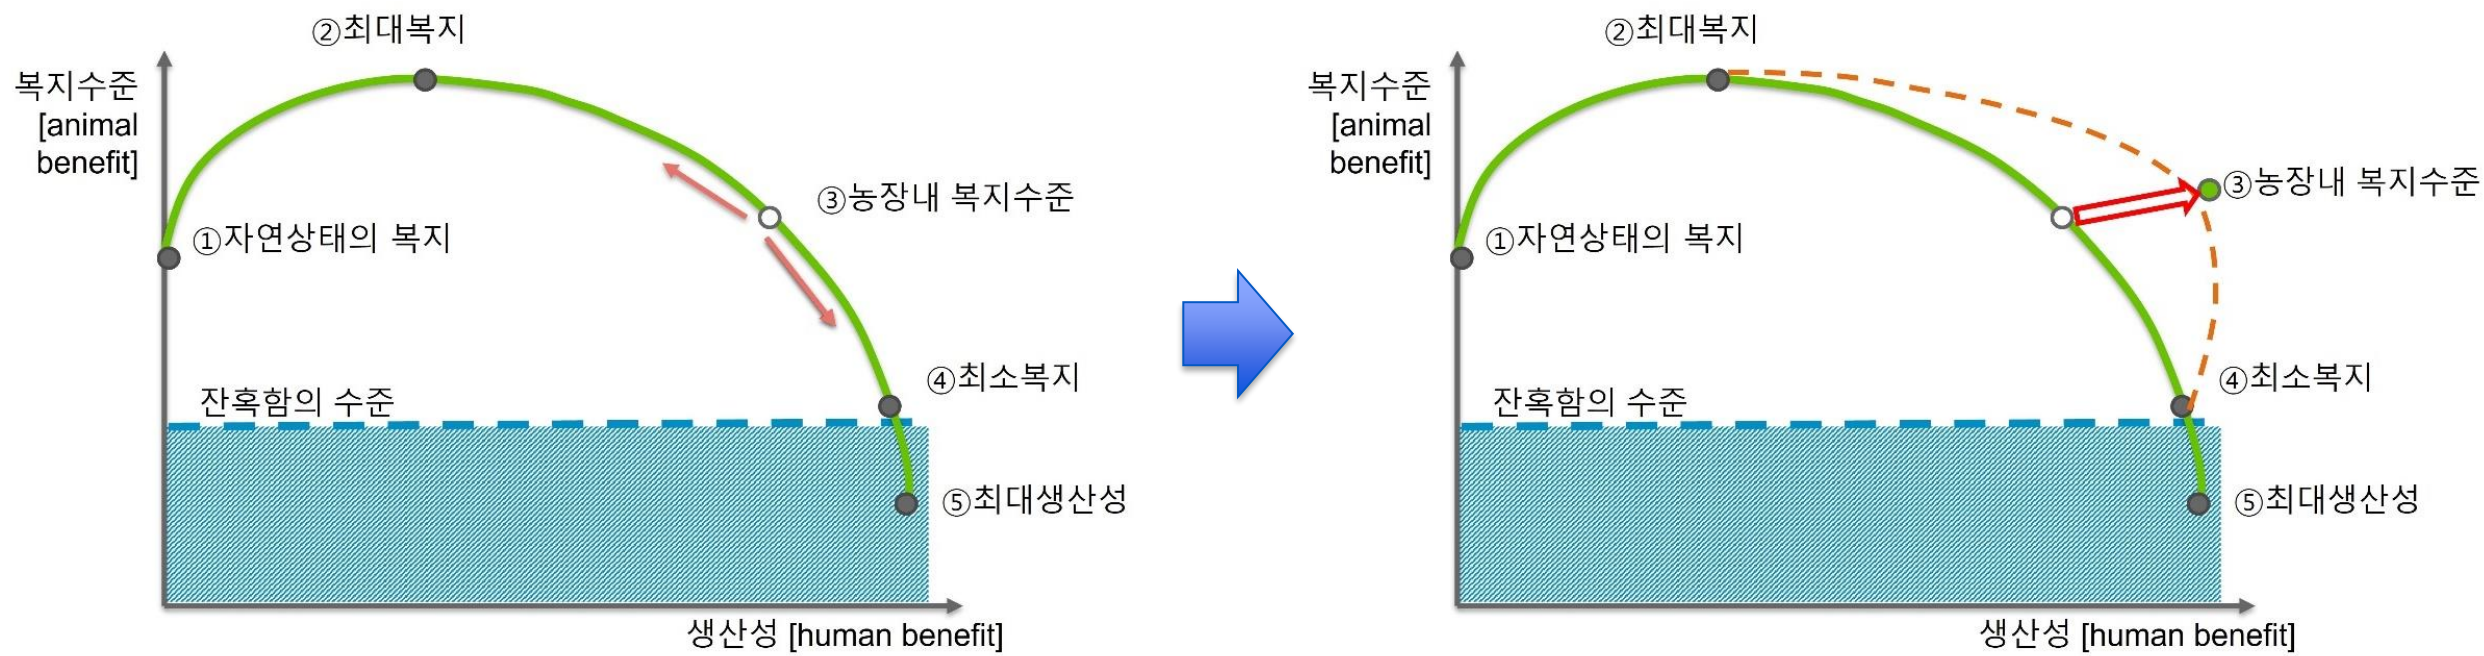 ②최대복지
복지수준
[animal
benefit]
③농장내 복지수준
①자연상태의 복지
④최소복지
잔혹함의 수준
⑤최대생산성
생산성 [human benefit]
②최대복지
복지수준
[animal
benefit]
③농장내 복지수준
①자연상태의 복지
④최소복지
잔혹함의 수준
⑤최대생산성
생산성 [human benefit]